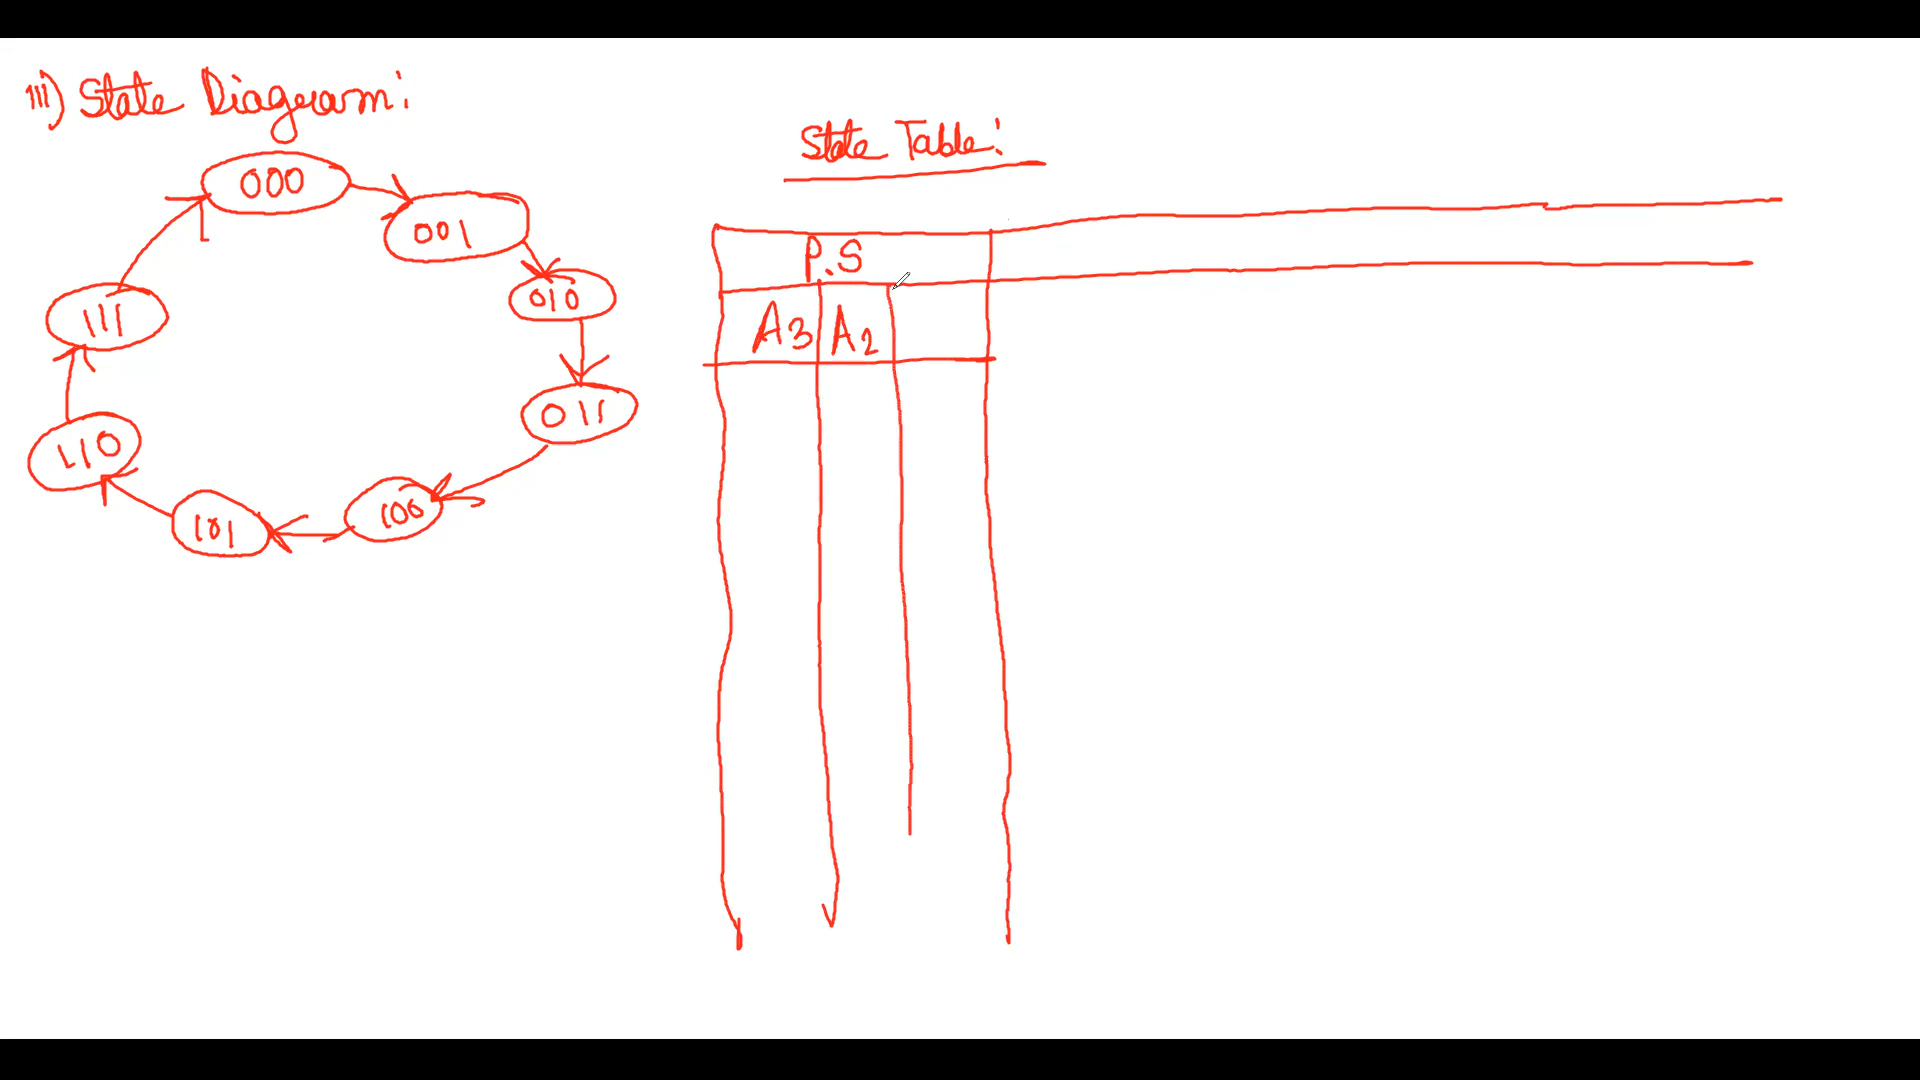 iii) State Diagram:
000
001
010
011
100
101
110
111
State Table:
P.S
A3 A2